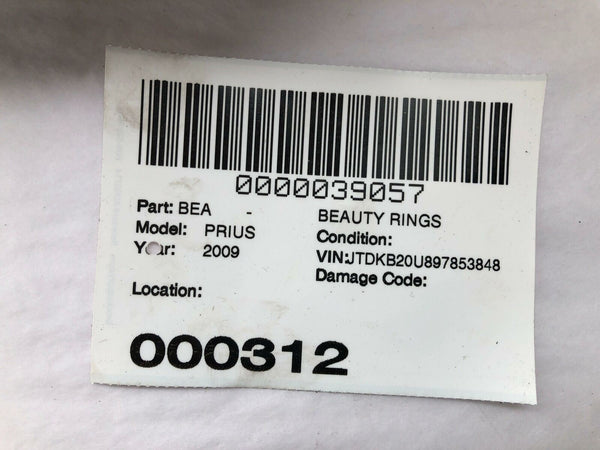 0000039057
Part: BEA - BEAUTY RINGS
Model: PRIUS Condition:
Year: 2009 VIN:JTDKB20U897853848
Damage Code:
Location:
000312